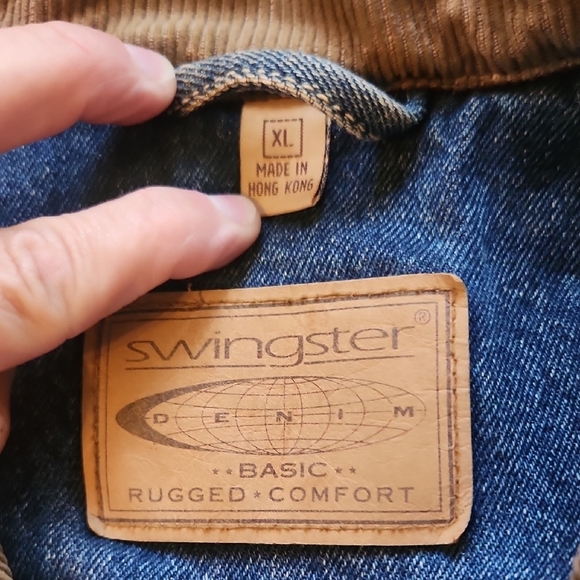 XL
MADE IN
HONG KONG
swingster®
DENIM
**BASIC**
RUGGED*COMFORT